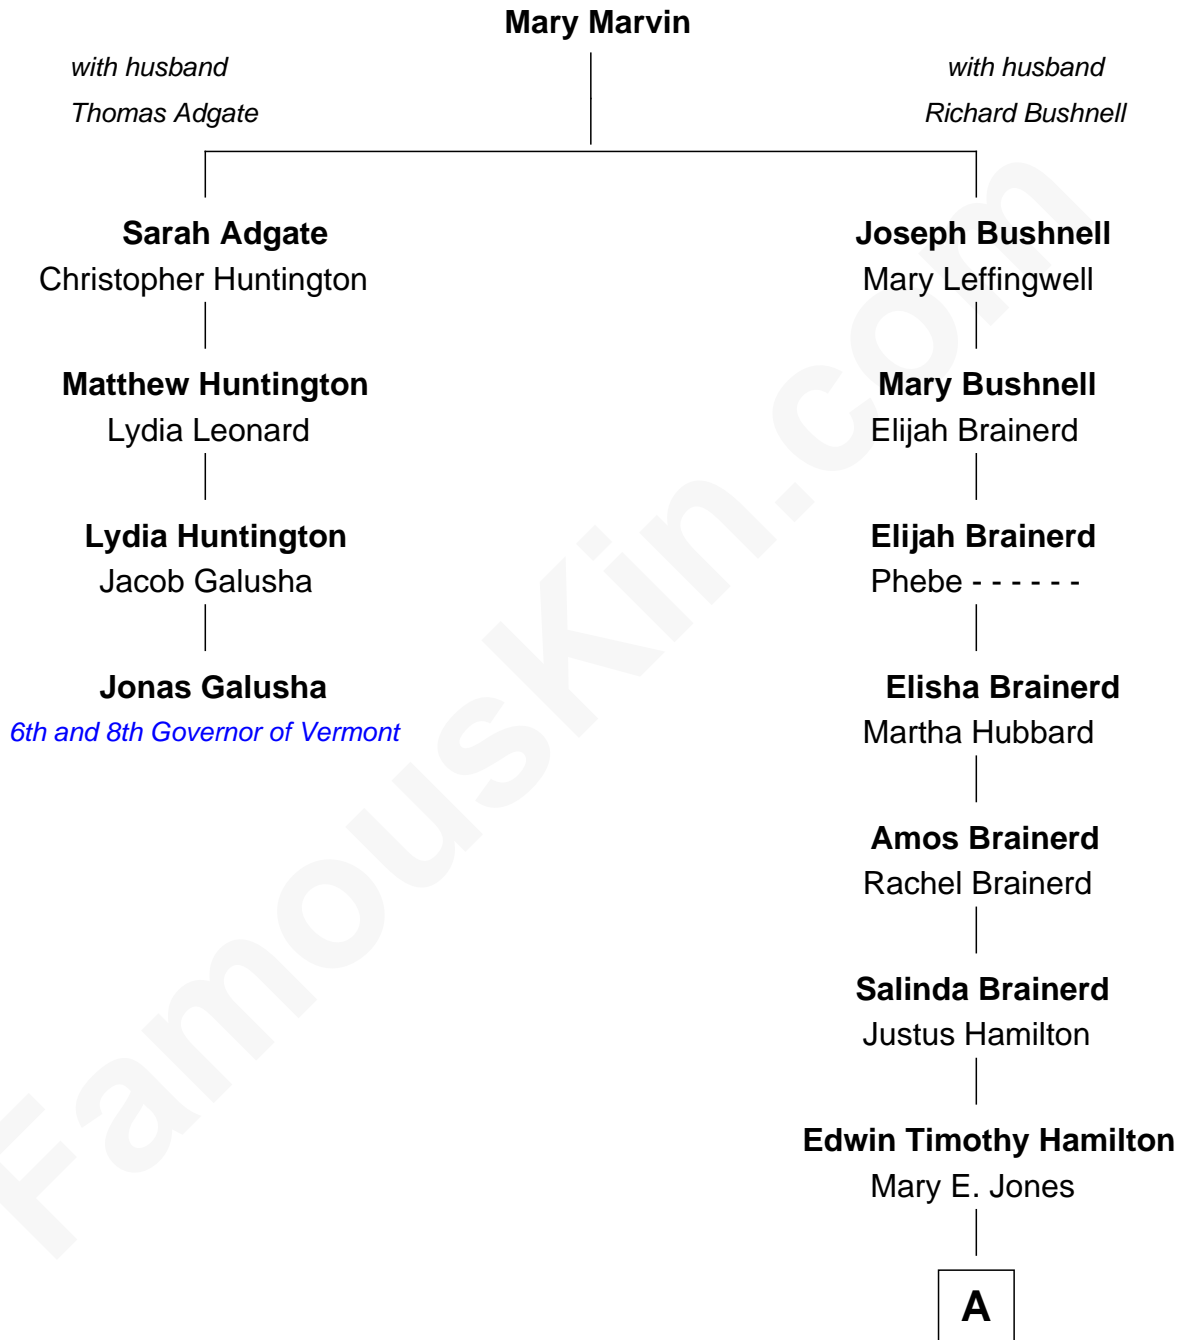 Mary Marvin
with husband
Thomas Adgate
with husband
Richard Bushnell
Sarah Adgate
Christopher Huntington
Joseph Bushnell
Mary Leffingwell
Matthew Huntington
Lydia Leonard
Mary Bushnell
Elijah Brainerd
Lydia Huntington
Jacob Galusha
Elijah Brainerd
Phebe - - - - - -
Jonas Galusha
6th and 8th Governor of Vermont
Elisha Brainerd
Martha Hubbard
Amos Brainerd
Rachel Brainerd
Salinda Brainerd
Justus Hamilton
Edwin Timothy Hamilton
Mary E. Jones
A
FamousKin.com